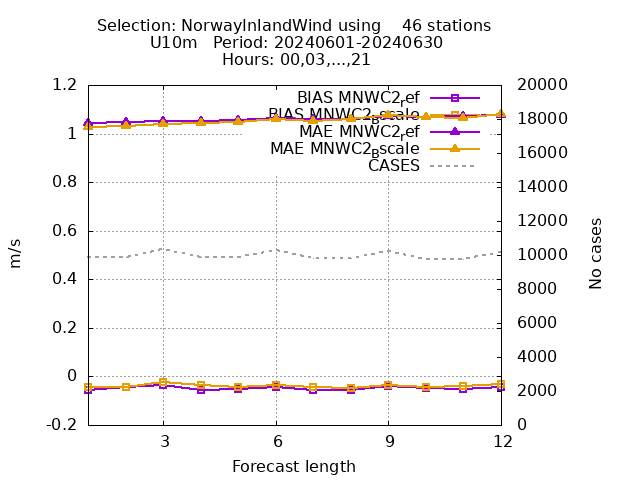 Selection: NorwayInlandWind using 46 stations
U10m Period: 20240601-20240630
Hours: 00,03,...,21
BIAS MNWC2_ref
BIAS MNWC2_Bscale
MAE MNWC2_ref
MAE MNWC2_Bscale
CASES
1.2
1
0.8
0.6
0.4
0.2
0
-0.2
m/s
20000
18000
16000
14000
12000
10000
8000
6000
4000
2000
0
No cases
3 6 9 12
Forecast length